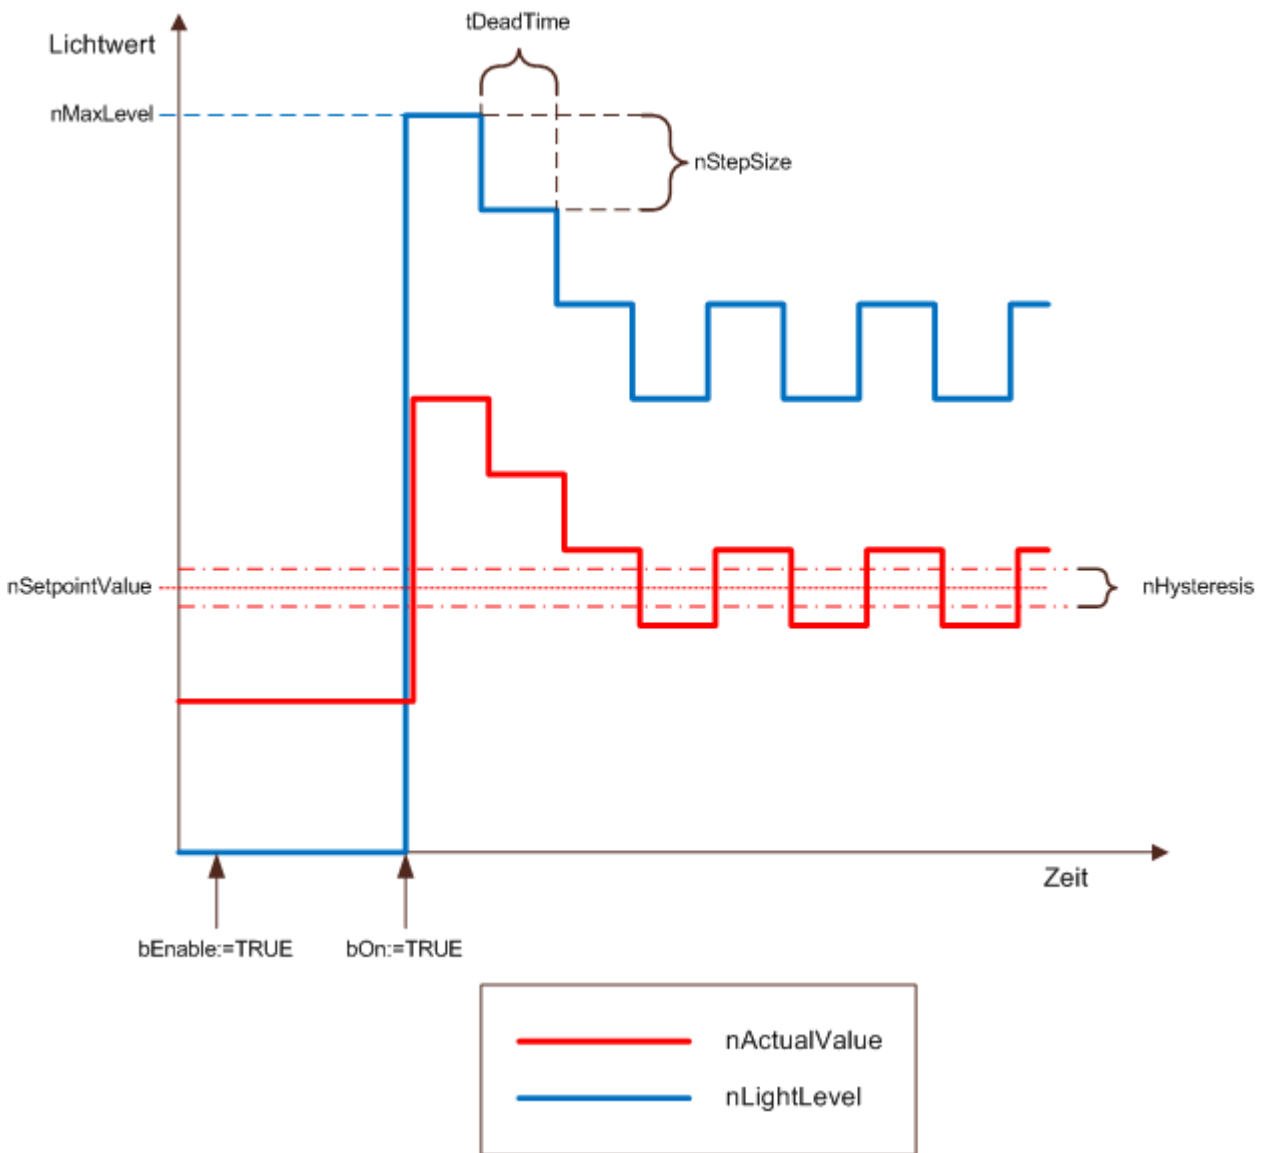 tDeadTime
Lichtwert
nMaxLevel
nStepSize
nSetpointValue
nHysteresis
Zeit
bEnable:=TRUE
bOn:=TRUE
nActualValue
nLightLevel